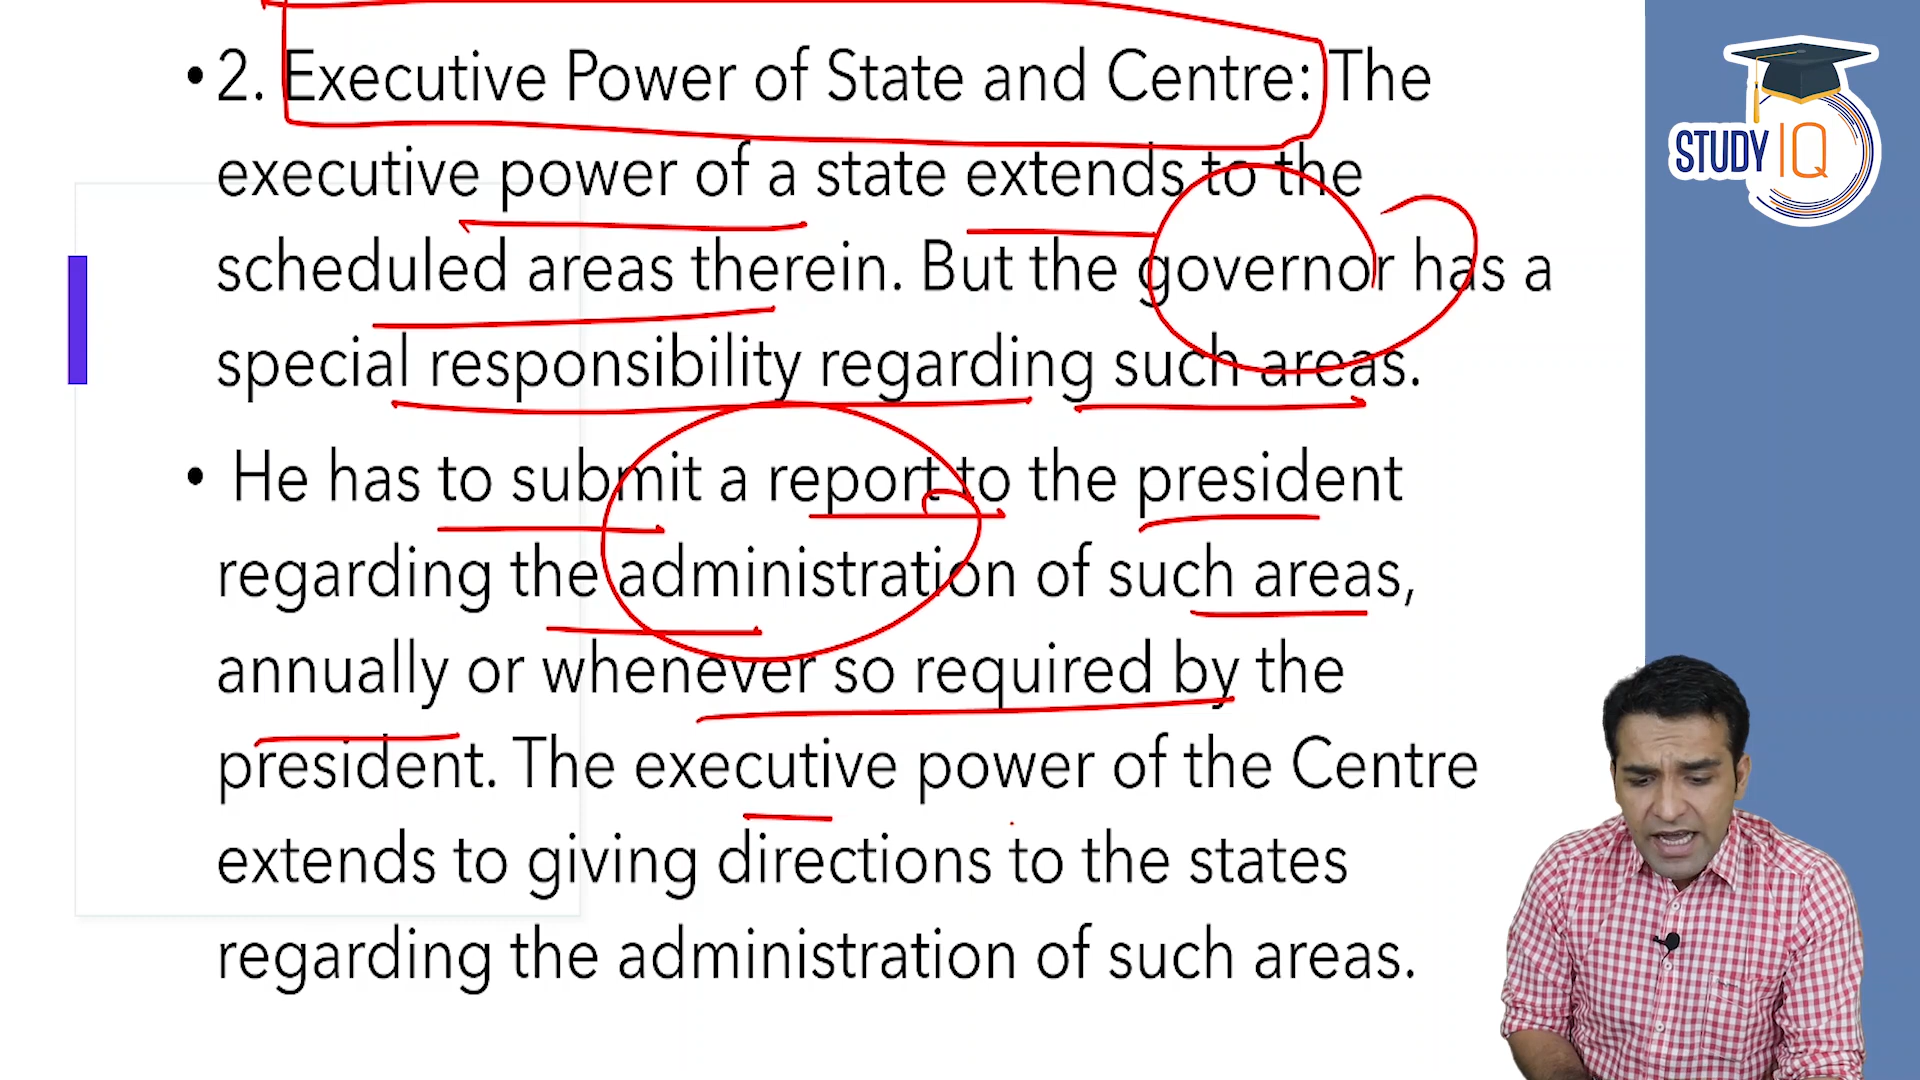 • 2. Executive Power of State and Centre: The
executive power of a state extends to the
scheduled areas therein. But the governor has a
special responsibility regarding such areas.
• He has to submit a report to the president
regarding the administration of such areas,
annually or whenever so required by the
president. The executive power of the Centre
extends to giving directions to the states
regarding the administration of such areas.
STUDY IQ